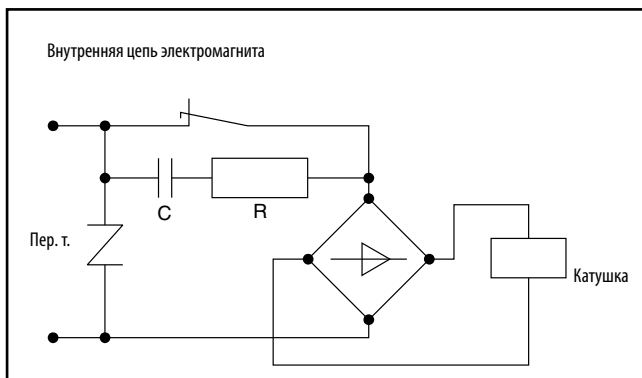 Внутренняя цепь электромагнита
C
R
Пер. т.
Катушка